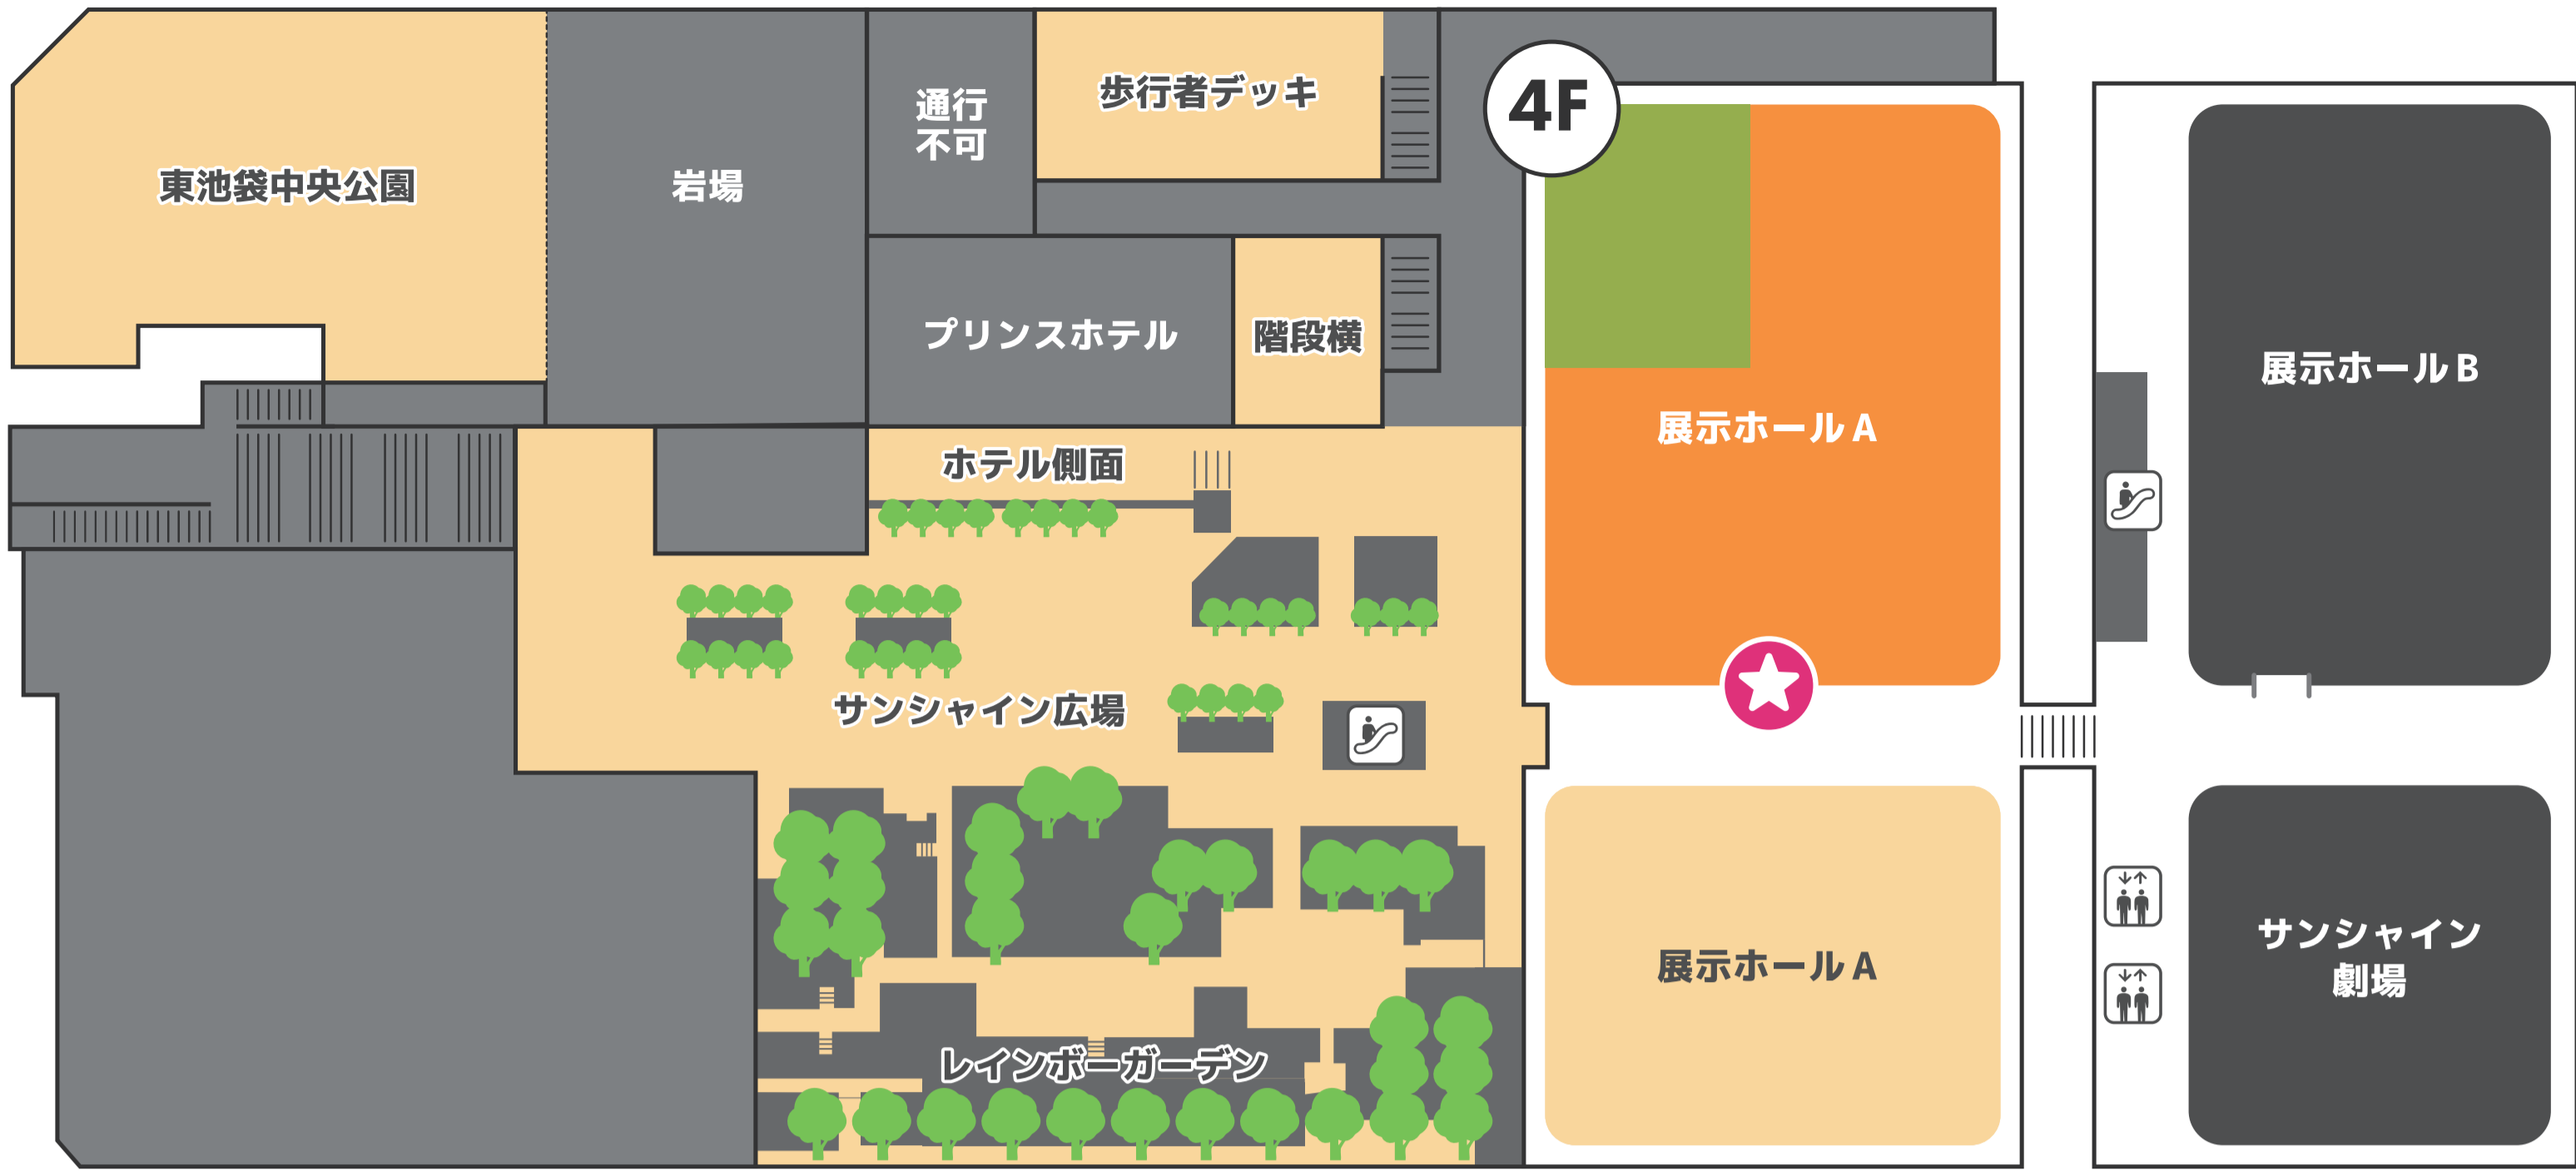 4F
歩行者デッキ
通行
不可
東池袋中央公園
岩場
プリンスホテル
階段横
展示ホールB
展示ホールA
ホテル側面
サンシャイン広場
展示ホールA
サンシャイン
劇場
レインボーガーデン